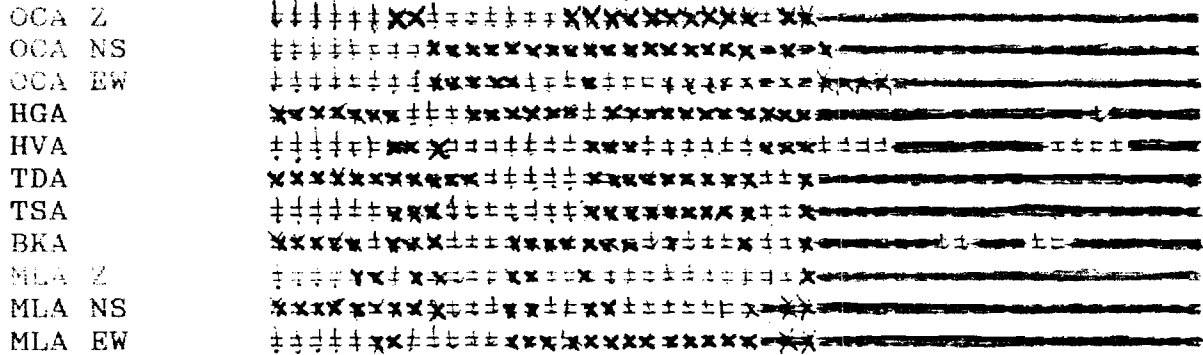 OCA Z
OCA NS
OCA EW
HGA
HVA
TDA
TSA
BKA
MLA Z
MLA NS
MLA EW